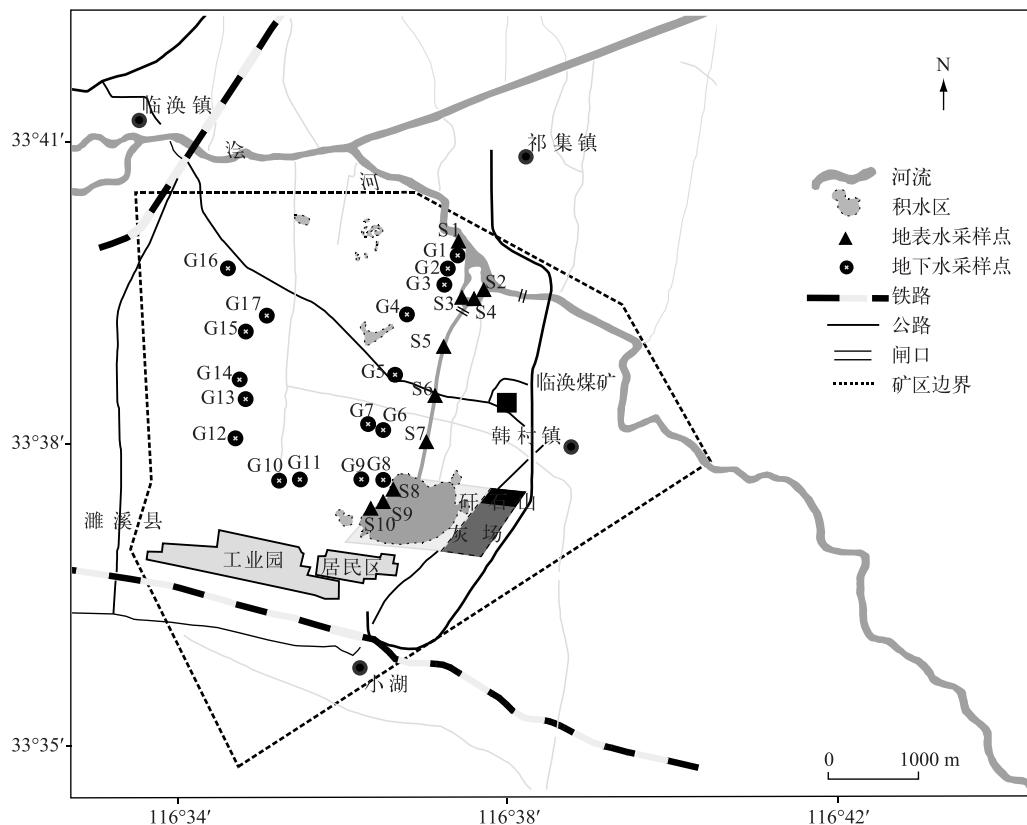 N
临涣镇
33°41′
祁集镇
浍
河
河流
积水区
地表水采样点
地下水采样点
铁路
公路
闸口
矿区边界
S1
G1
G2
G3
S2
S3
S4
G16
G17
G15
G4
S5
G14
G13
G5
S6
临涣煤矿
G7
G6
S7
韩村镇
33°38′
G12
G10
G11
G9
G8
S8
S9
S10
矸石山
灰场
濉溪县
工业园
居民区
小湖
33°35′
0
1000 m
116°34′
116°38′
116°42′